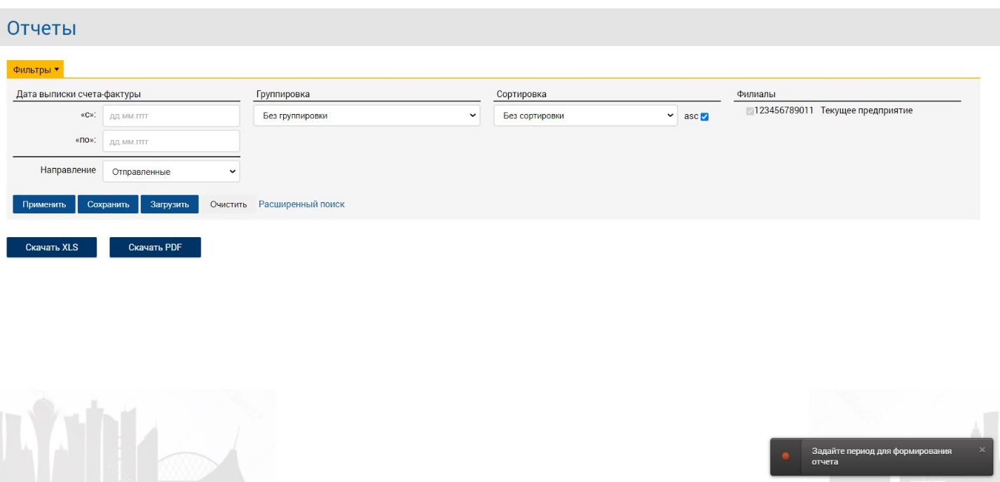 Отчеты
Фильтры
Дата выписки счета-фактуры
«с»: дд.мм.гггг
«по»: дд.мм.гггг
Направление Отправленные
Группировка
Без группировки
Сортировка
Без сортировки asc
Филиалы
123456789011 Текущее предприятие
Применить Сохранить Загрузить Очистить Расширенный поиск
Скачать XLS Скачать PDF
Задайте период для формирования
отчета